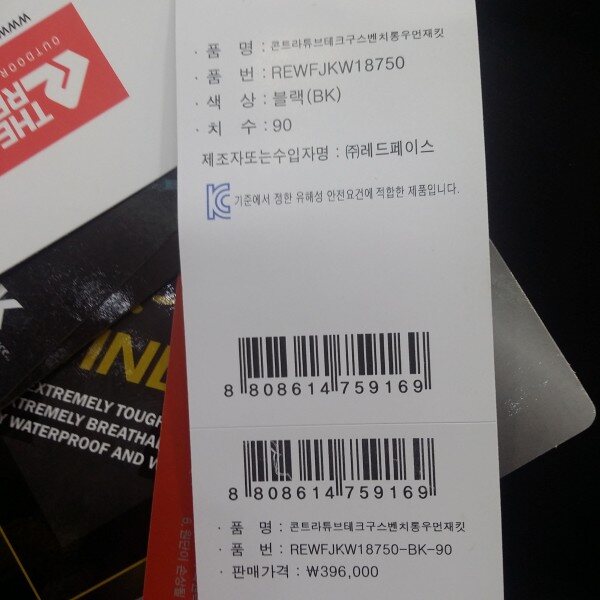 WWW.
OUTDOOR
THE
RE
· 품 명 : 콘트라튜브테크구스벤치롱우먼재킷
· 품 번 : REWFJKW18750
· 색 상 : 블랙(BK)
· 치 수 : 90
제조자또는수입자명 : (주)레드페이스
기준에서 정한 유해성 안전요건에 적합한 제품입니다.
8 808614 759169
EXTREMELY TOUGH
EXTREMELY BREATHA
WATERPROOF AND W
8 808614 759169
· 품 명 : 콘트라튜브테크구스벤치롱우먼재킷
· 품 번 : REWFJKW18750-BK-90
· 판매가격 : ₩396,000